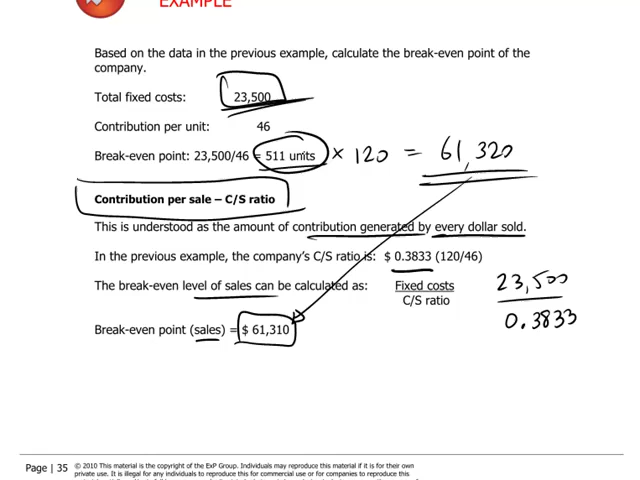 EXAMPLE
Based on the data in the previous example, calculate the break-even point of the
company.
Total fixed costs: 23,500
Contribution per unit: 46
Break-even point: 23,500/46 = 511 units × 120 = 61,320
Contribution per sale – C/S ratio
This is understood as the amount of contribution generated by every dollar sold.
In the previous example, the company's C/S ratio is: $ 0.3833 (120/46)
The break-even level of sales can be calculated as: Fixed costs 23,500
C/S ratio 0.3833
Break-even point (sales) = $ 61,310
Page | 35 © 2010 This material is the copyright of the ExP Group. Individuals may reproduce this material if it is for their own
private use. It is illegal for any individuals to reproduce this for commercial use or for companies to reproduce this